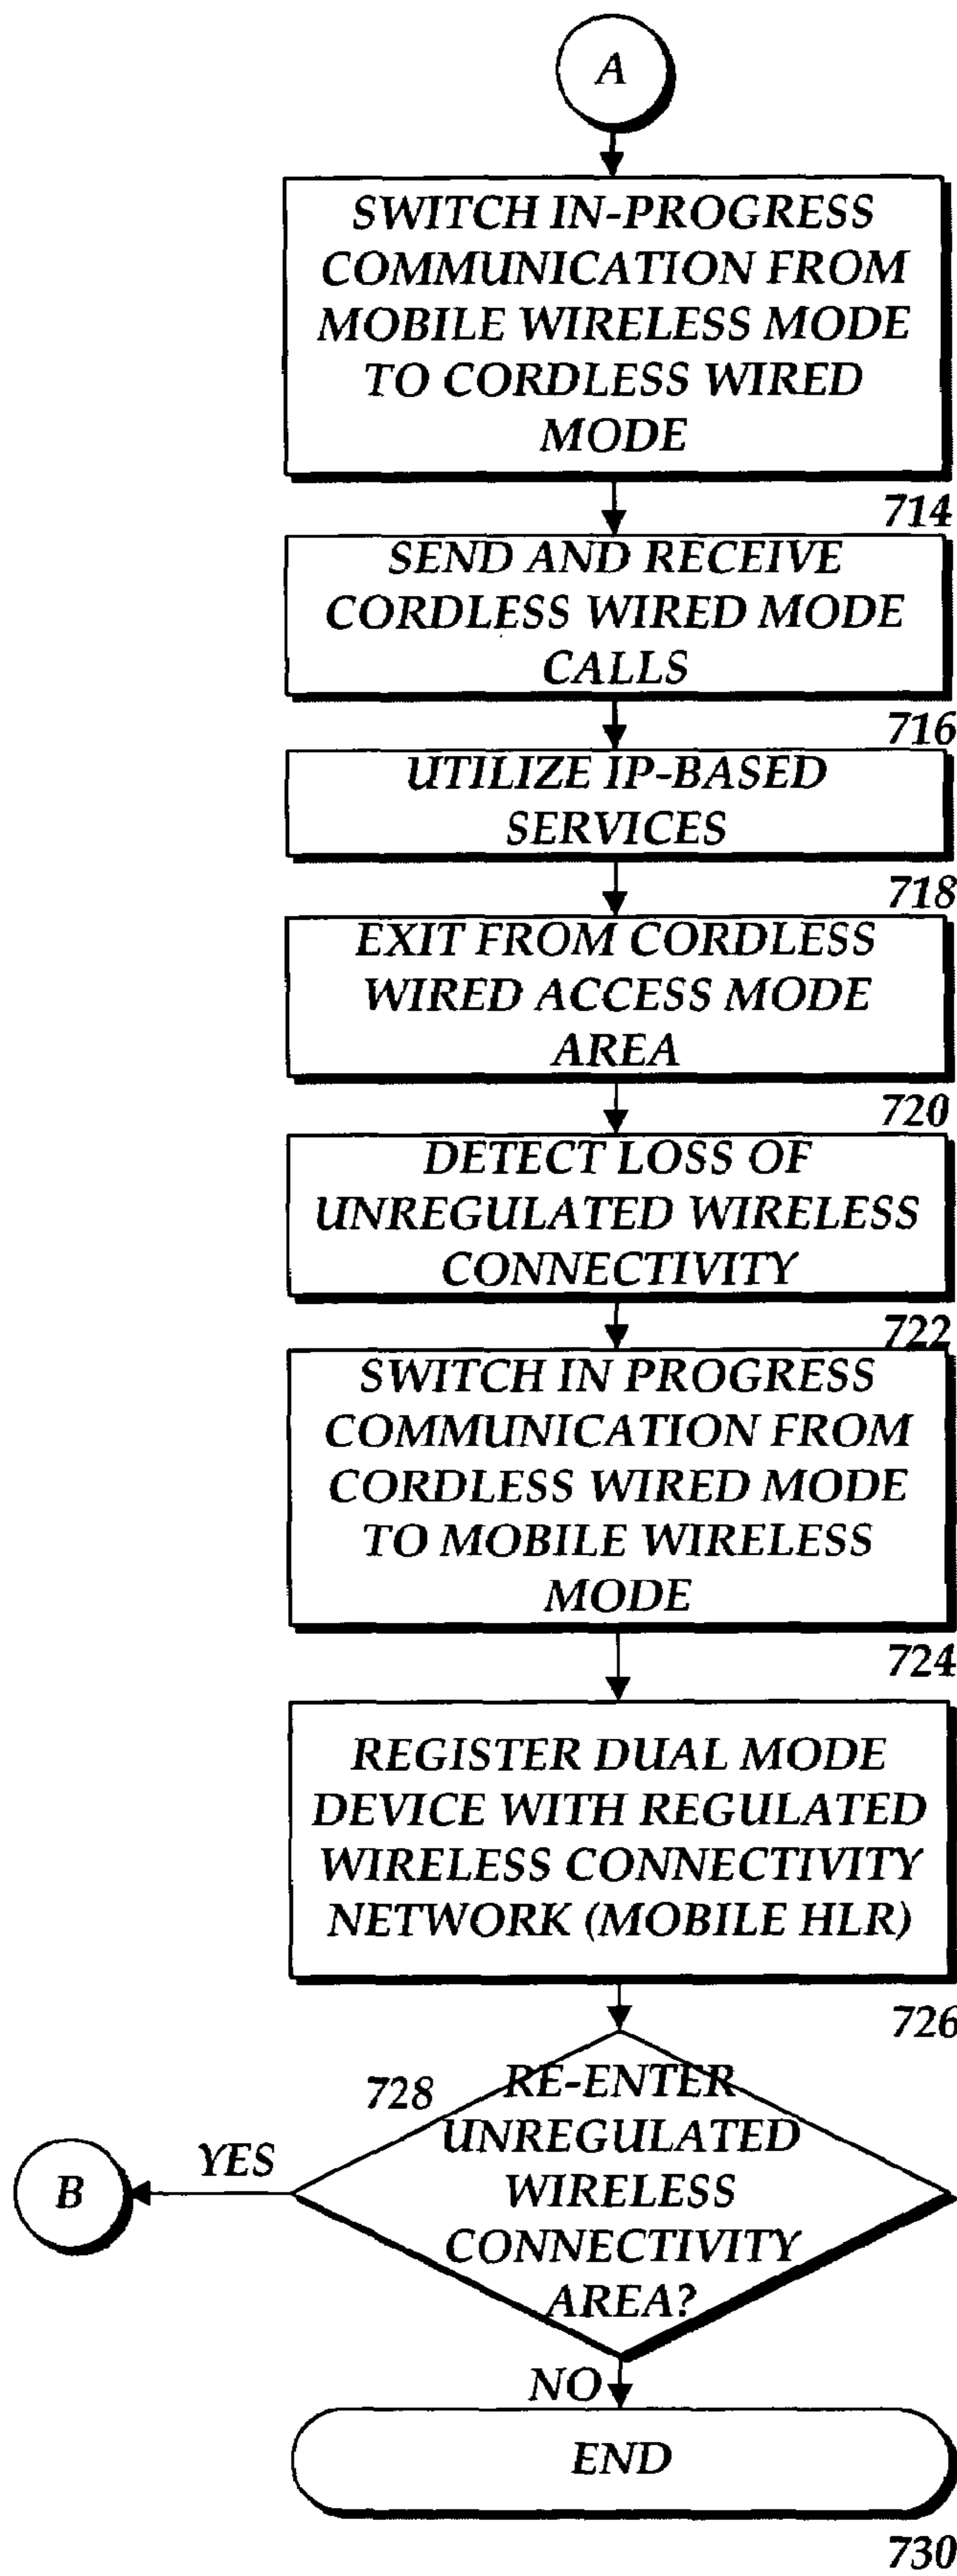 A
SWITCH IN-PROGRESS
COMMUNICATION FROM
MOBILE WIRELESS MODE
TO CORDLESS WIRED
MODE
714
SEND AND RECEIVE
CORDLESS WIRED MODE
CALLS
716
UTILIZE IP-BASED
SERVICES
718
EXIT FROM CORDLESS
WIRED ACCESS MODE
AREA
720
DETECT LOSS OF
UNREGULATED WIRELESS
CONNECTIVITY
722
SWITCH IN PROGRESS
COMMUNICATION FROM
CORDLESS WIRED MODE
TO MOBILE WIRELESS
MODE
724
REGISTER DUAL MODE
DEVICE WITH REGULATED
WIRELESS CONNECTIVITY
NETWORK (MOBILE HLR)
726
728
RE-ENTER
UNREGULATED
WIRELESS
CONNECTIVITY
AREA?
YES
B
NO
END
730